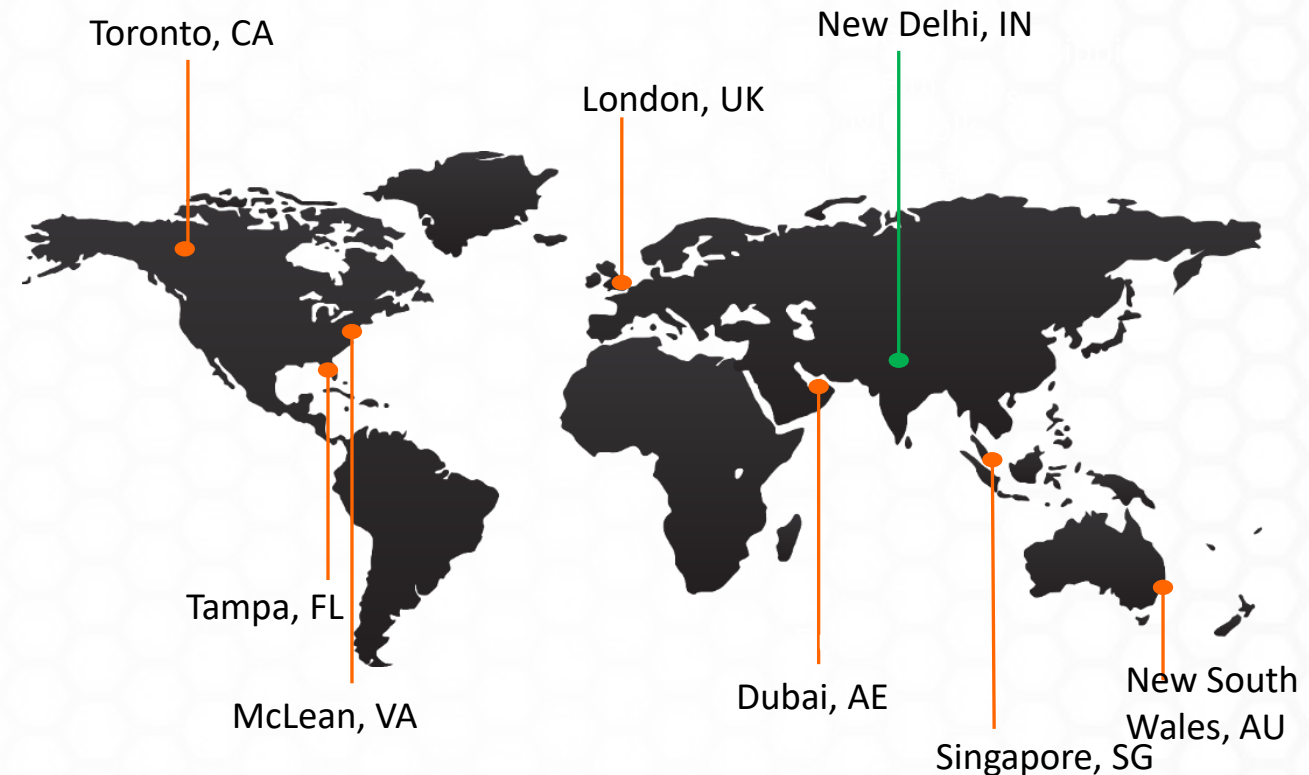 Toronto, CA
New Delhi, IN
London, UK
Tampa, FL
McLean, VA
Dubai, AE
New South
Wales, AU
Singapore, SG